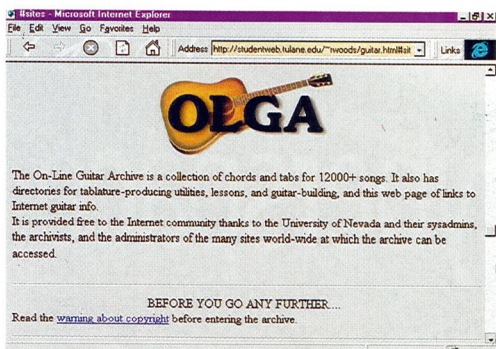 #sites - Microsoft Internet Explorer
File Edit View Go Favorites Help
Address http://studentweb.tulane.edu/~rwoods/guitar.html#sit Links
OLGA
The On-Line Guitar Archive is a collection of chords and tabs for 12000+ songs. It also has
directories for tablature-producing utilities, lessons, and guitar-building, and this web page of links to
Internet guitar info.
It is provided free to the Internet community thanks to the University of Nevada and their sysadmins,
the archivists, and the administrators of the many sites world-wide at which the archive can be
accessed.
BEFORE YOU GO ANY FURTHER....
Read the warning about copyright before entering the archive.